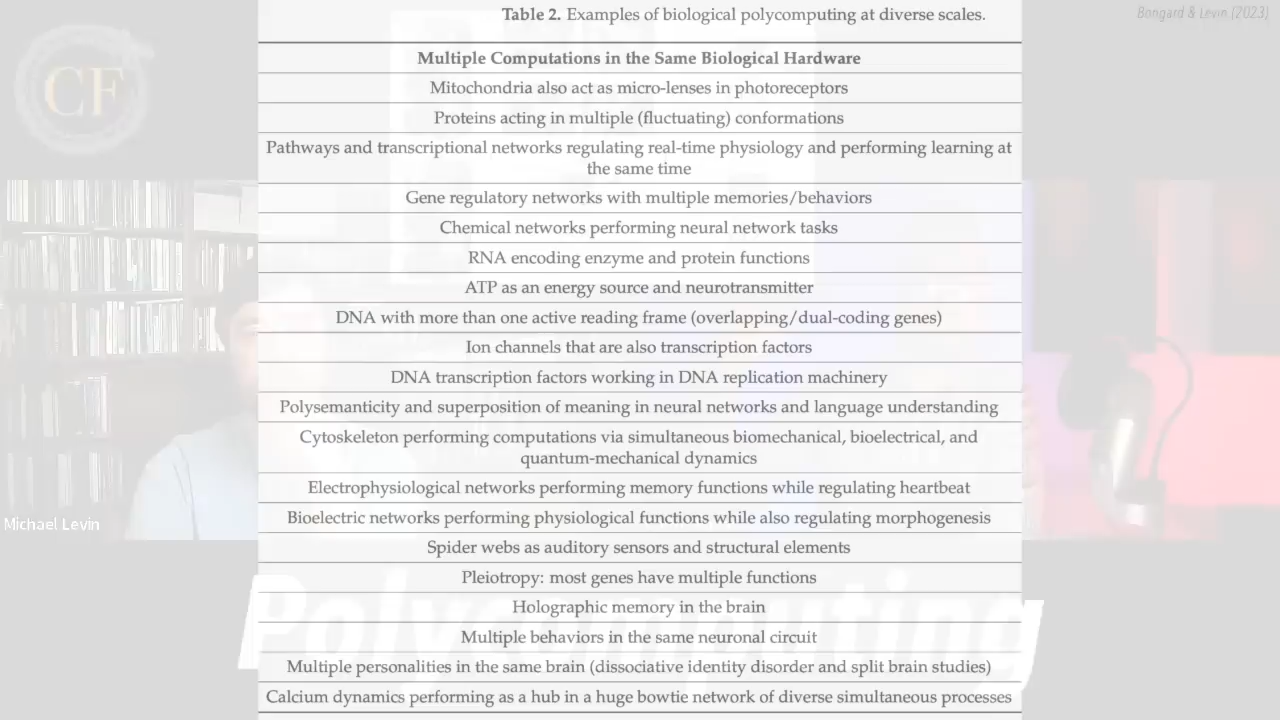 Table 2. Examples of biological polycomputing at diverse scales.
Bongard & Levin [2023]
Multiple Computations in the Same Biological Hardware
CF
Mitochondria also act as micro-lenses in photoreceptors
Proteins acting in multiple (fluctuating) conformations
Pathways and transcriptional networks regulating real-time physiology and performing learning at
the same time
Gene regulatory networks with multiple memories/behaviors
Chemical networks performing neural network tasks
RNA encoding enzyme and protein functions
ATP as an energy source and neurotransmitter
DNA with more than one active reading frame (overlapping/dual-coding genes)
Ion channels that are also transcription factors
DNA transcription factors working in DNA replication machinery
Polysemanticity and superposition of meaning in neural networks and language understanding
Cytoskeleton performing computations via simultaneous biomechanical, bioelectrical, and
quantum-mechanical dynamics
Electrophysiological networks performing memory functions while regulating heartbeat
Bioelectric networks performing physiological functions while also regulating morphogenesis
Michael Levin
Spider webs as auditory sensors and structural elements
Pleiotropy: most genes have multiple functions
Holographic memory in the brain
Polycomputing
Multiple behaviors in the same neuronal circuit
Multiple personalities in the same brain (dissociative identity disorder and split brain studies)
Calcium dynamics performing as a hub in a huge bowtie network of diverse simultaneous processes